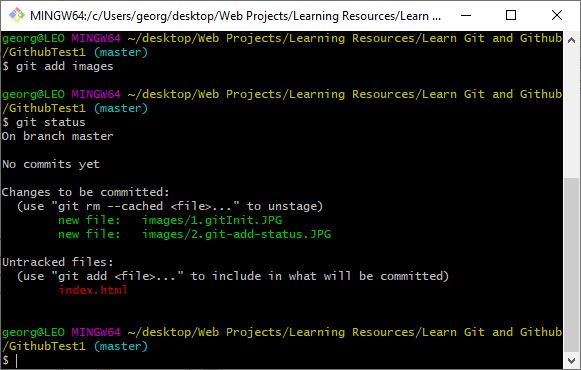 MINGW64:/c/Users/georg/desktop/Web Projects/Learning Resources/Learn ...
georg@LEO MINGW64 ~/desktop/Web Projects/Learning Resources/Learn Git and Github
/GithubTest1 (master)
$ git add images
georg@LEO MINGW64 ~/desktop/Web Projects/Learning Resources/Learn Git and Github
/GithubTest1 (master)
$ git status
On branch master
No commits yet
Changes to be committed:
(use "git rm --cached <file>..." to unstage)
new file: images/1.gitInit.JPG
new file: images/2.git-add-status.JPG
Untracked files:
(use "git add <file>..." to include in what will be committed)
index.html
georg@LEO MINGW64 ~/desktop/Web Projects/Learning Resources/Learn Git and Github
/GithubTest1 (master)
$